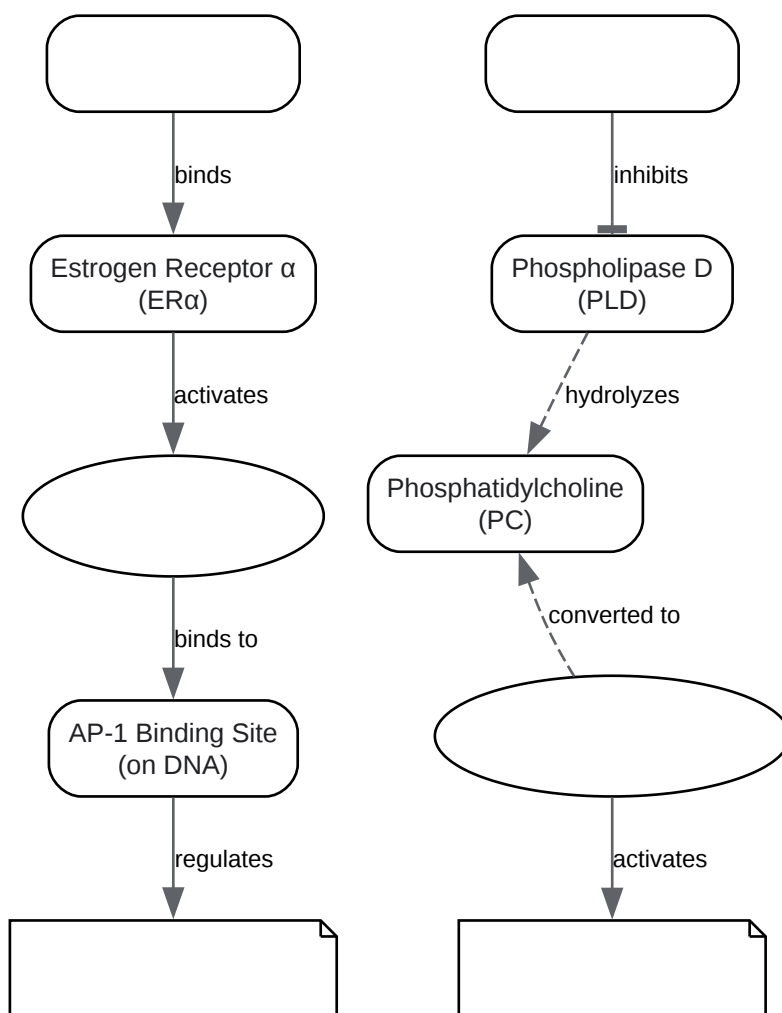 binds
inhibits
Estrogen Receptor α
(ERα)
Phospholipase D
(PLD)
activates
hydrolyzes
Phosphatidylcholine
(PC)
binds to
converted to
AP-1 Binding Site
(on DNA)
regulates
activates